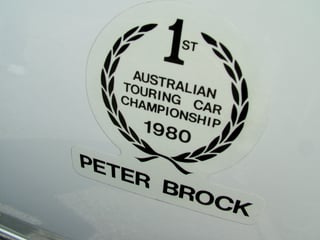 1ST
AUSTRALIAN
TOURING CAR
CHAMPIONSHIP
1980
PETER BROCK